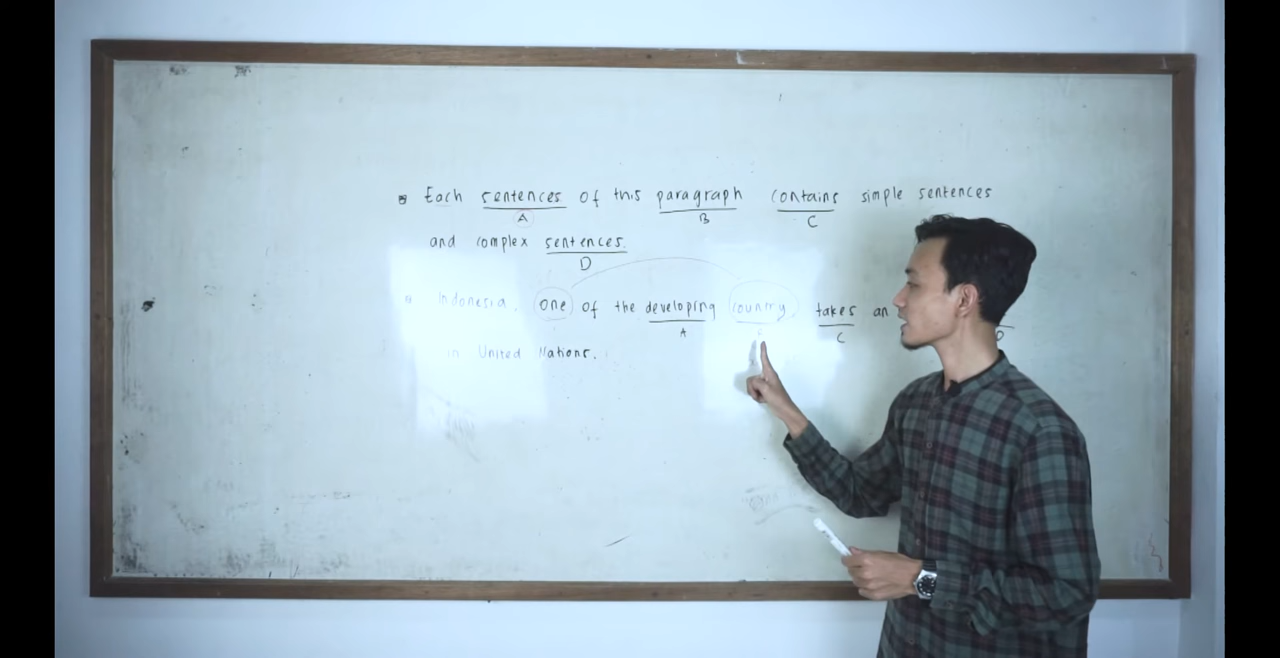 Each sentences of this paragraph contains simple sentences
A B C
and complex sentences.
D
Indonesia, one of the developing country takes an
A C D
in United Nations.